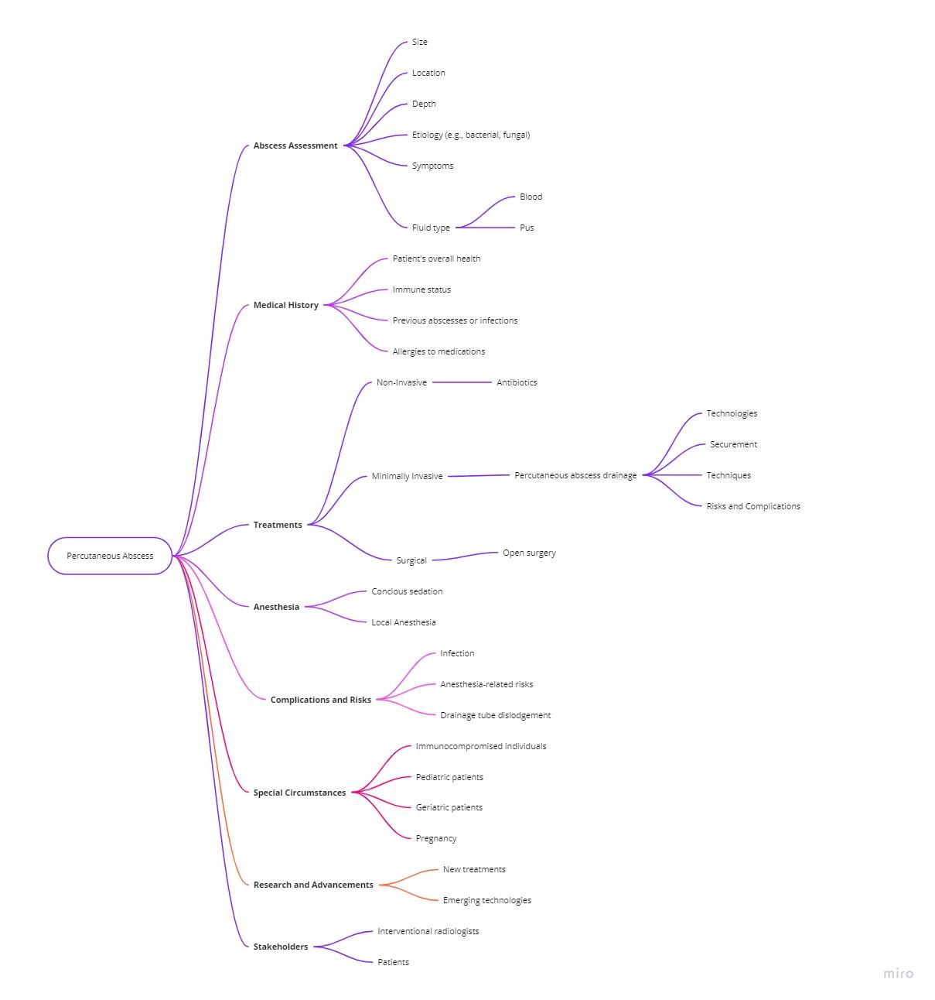 Size
Location
Depth
Abscess Assessment
Etiology (e.g., bacterial, fungal)
Symptoms
Fluid type
Blood
Pus
Medical History
Patient's overall health
Immune status
Previous abscesses or infections
Allergies to medications
Percutaneous Abscess
Treatments
Non-Invasive
Antibiotics
Minimally Invasive
Percutaneous abscess drainage
Technologies
Securement
Techniques
Risks and Complications
Surgical
Open surgery
Anesthesia
Concious sedation
Local Anesthesia
Complications and Risks
Infection
Anesthesia-related risks
Drainage tube dislodgement
Special Circumstances
Immunocompromised individuals
Pediatric patients
Geriatric patients
Pregnancy
Research and Advancements
New treatments
Emerging technologies
Stakeholders
Interventional radiologists
Patients
miro